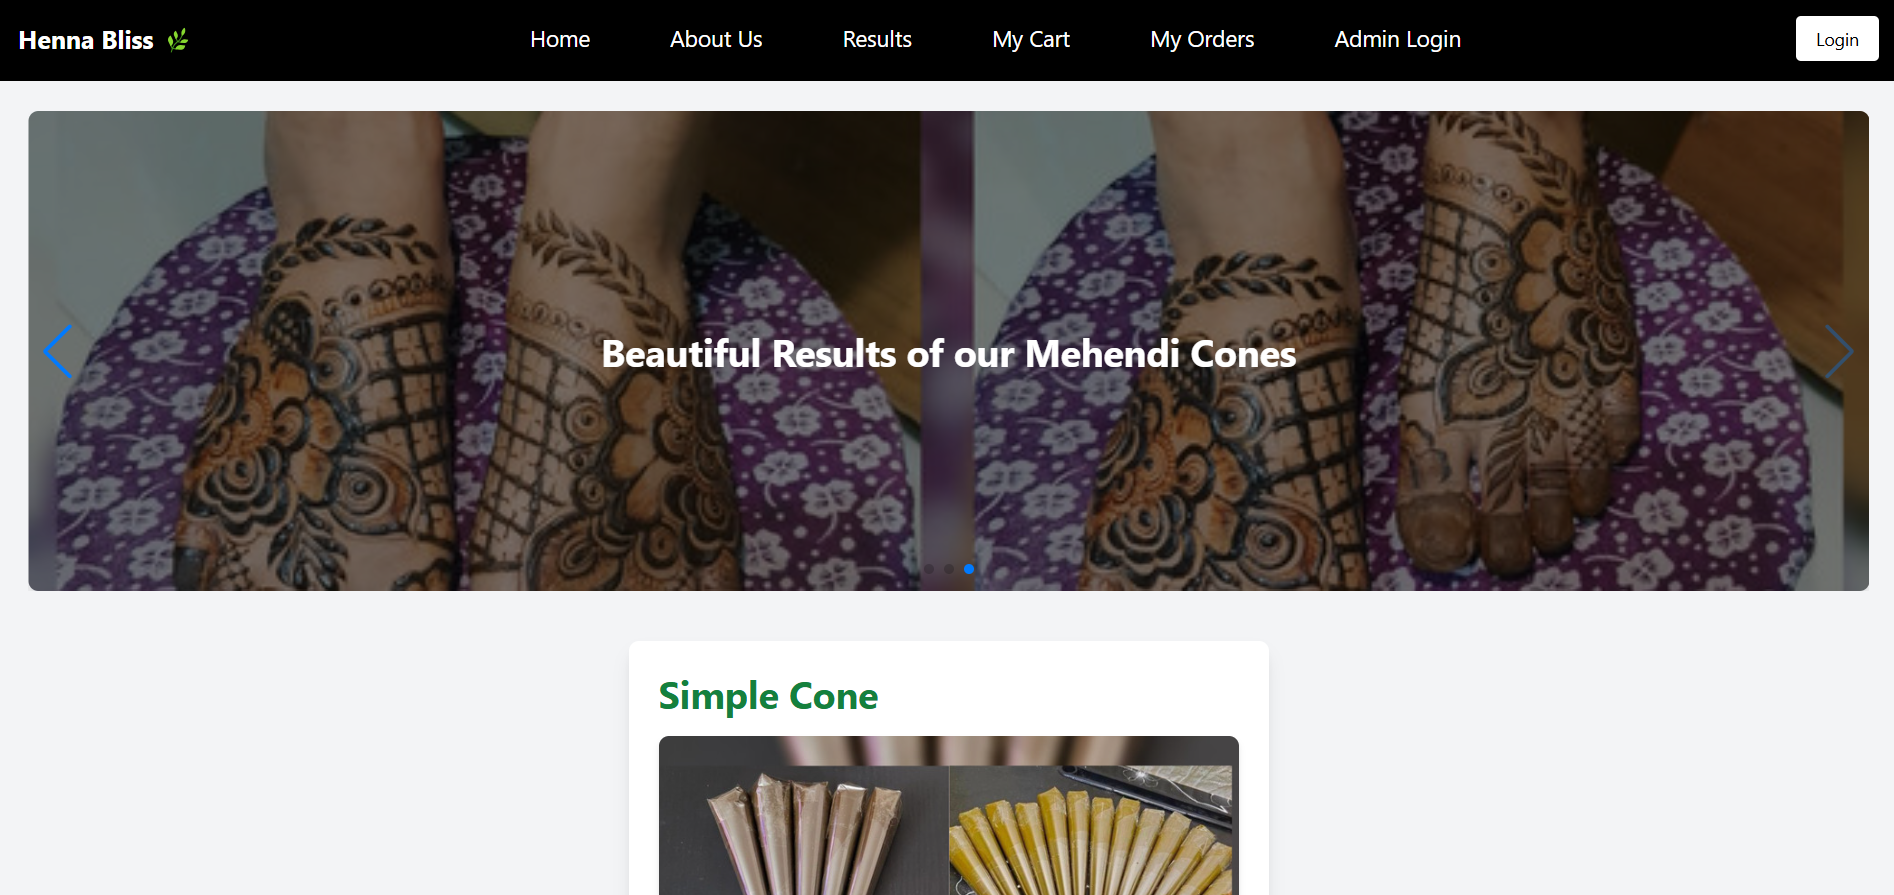 Henna Bliss 🌿
Home
About Us
Results
My Cart
My Orders
Admin Login
Login
Beautiful Results of our Mehendi Cones
Simple Cone